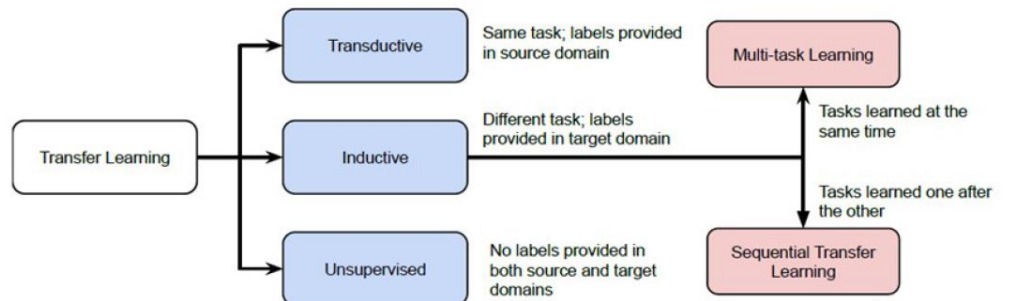 Transfer Learning
Transductive
Same task; labels provided
in source domain
Inductive
Different task; labels
provided in target domain
Unsupervised
No labels provided in
both source and target
domains
Multi-task Learning
Tasks learned at the
same time
Tasks learned one after
the other
Sequential Transfer
Learning